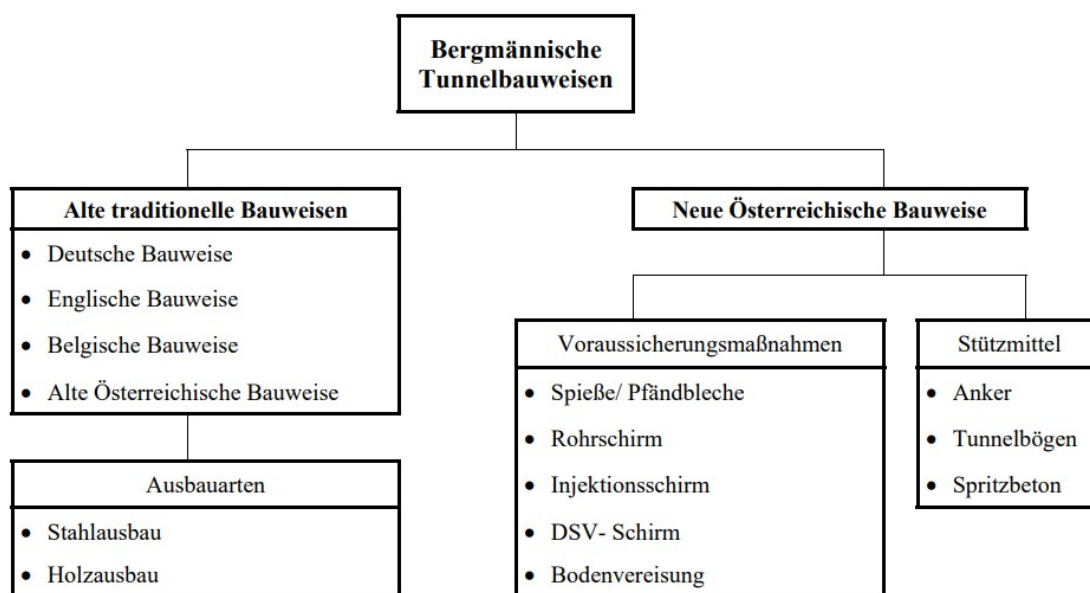 Bergmännische
Tunnelbauweisen
Alte traditionelle Bauweisen
• Deutsche Bauweise
• Englische Bauweise
• Belgische Bauweise
• Alte Österreichische Bauweise
Ausbauarten
• Stahlausbau
• Holzausbau
Neue Österreichische Bauweise
Voraussicherungsmaßnahmen
• Spieße/ Pfändbleche
• Rohrschirm
• Injektionsschirm
• DSV- Schirm
• Bodenvereisung
Stützmittel
• Anker
• Tunnelbögen
• Spritzbeton